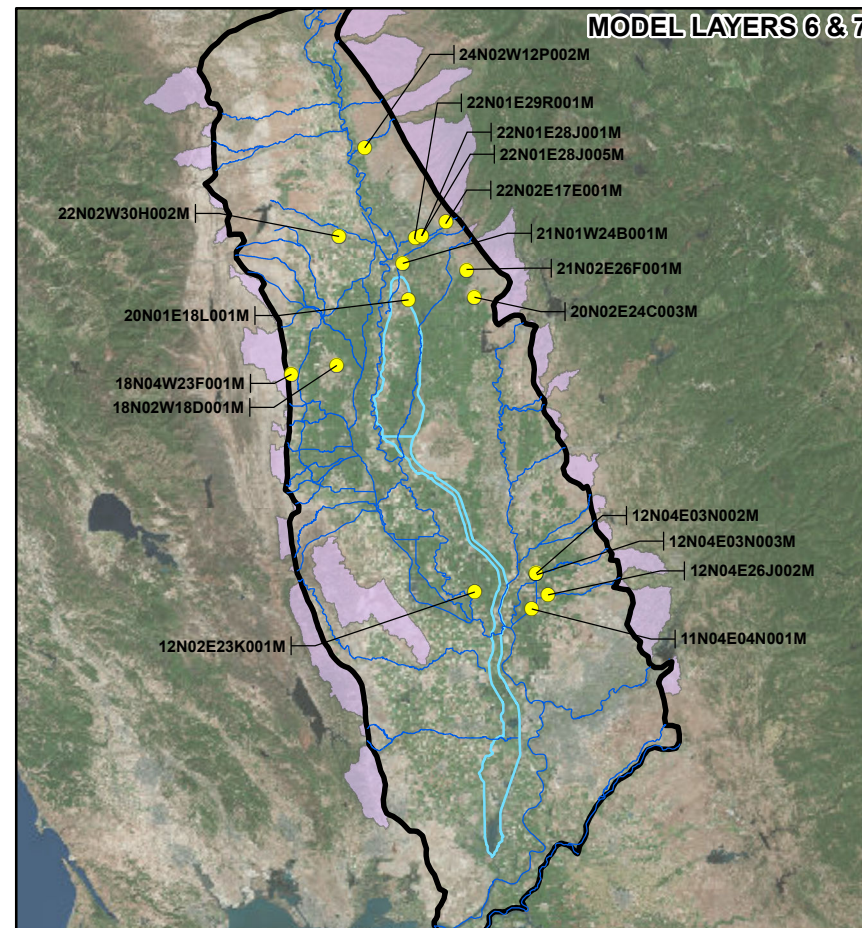 MODEL LAYERS 6 & 7
24N02W12P002M
22N01E29R001M
22N01E28J001M
22N01E28J005M
22N02E17E001M
22N02W30H002M
21N01W24B001M
21N02E26F001M
20N01E18L001M
20N02E24C003M
18N04W23F001M
18N02W18D001M
12N04E03N002M
12N04E03N003M
12N04E26J002M
12N02E23K001M
11N04E04N001M